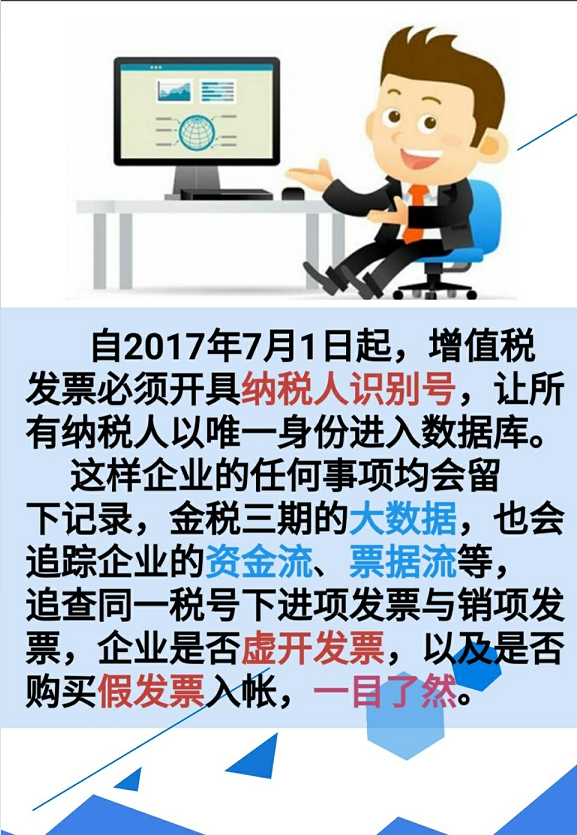 自2017年7月1日起，增值税
发票必须开具纳税人识别号，让所
有纳税人以唯一身份进入数据库。
这样企业的任何事项均会留
下记录，金税三期的大数据，也会
追踪企业的资金流、票据流等，
追查同一税号下进项发票与销项发
票，企业是否虚开发票，以及是否
购买假发票入帐，一目了然。